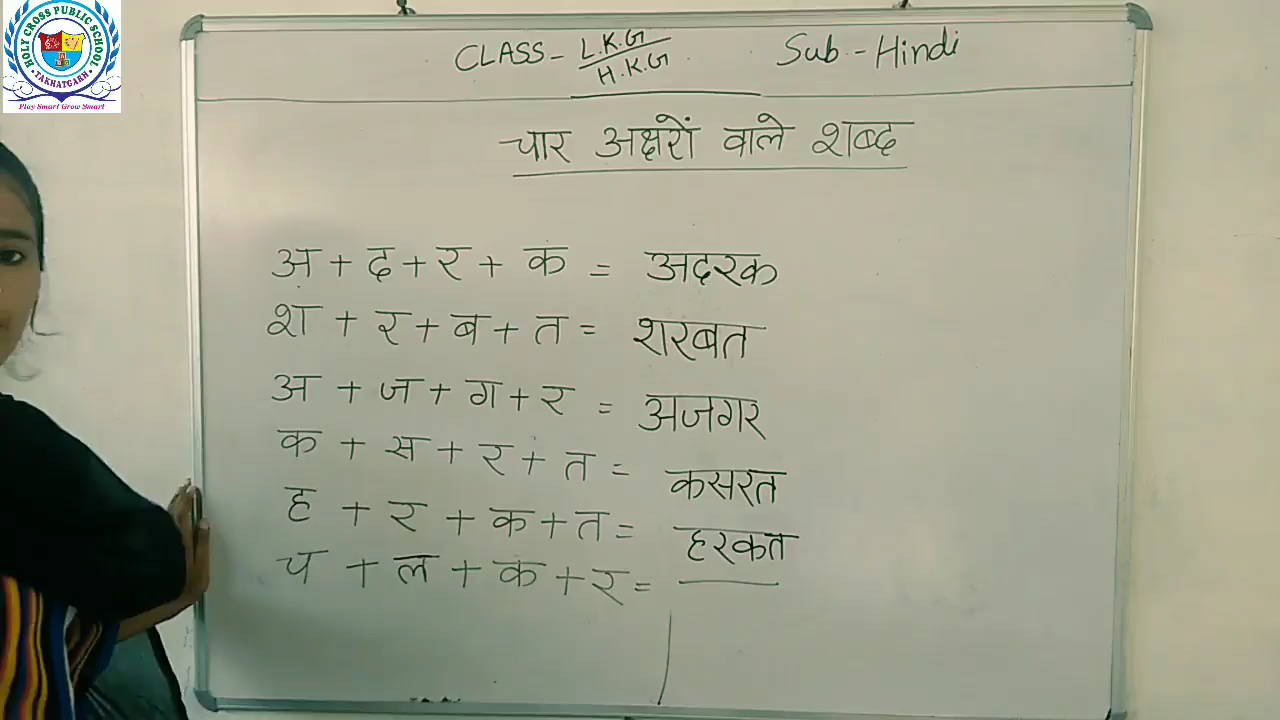 HOLY CROSS PUBLIC SCHOOL
TAKHATGARH
Play Smart Grow Smart
CLASS- L.K.G/H.K.G. Sub-Hindi
चार अक्षरों वाले शब्द
अ + द + र + क = अदरक
श + र + ब + त = शरबत
अ + ज + ग + र = अजगर
क + स + र + त = कसरत
ह + र + क + त = हरकत
च + ल + क + र =